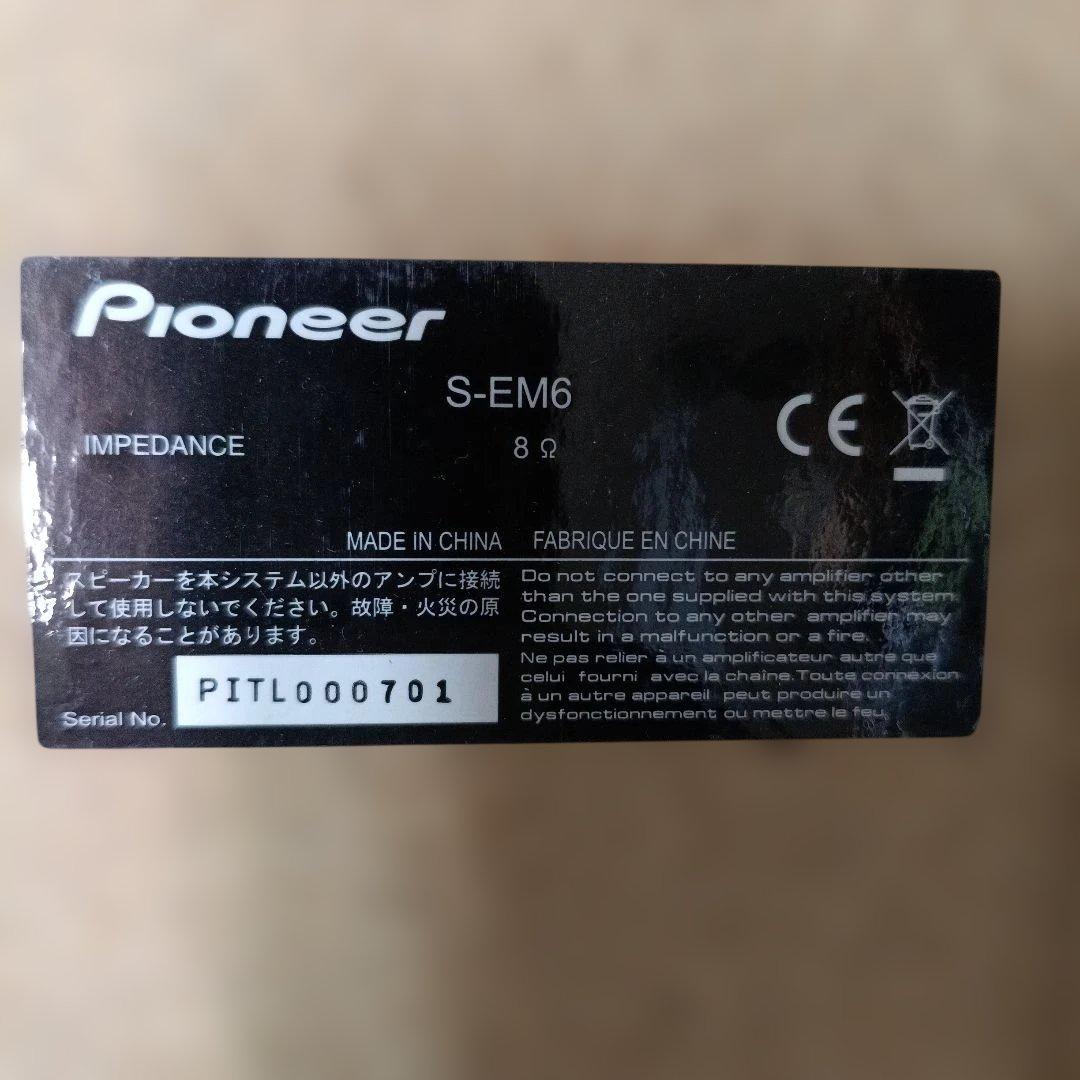 Pioneer
S-EM6
IMPEDANCE 8 Ω
CE
MADE IN CHINA FABRIQUE EN CHINE
スピーカーを本システム以外のアンプに接続
して使用しないでください。故障・火災の原
因になることがあります。
Serial No. PITL000701
Do not connect to any amplifier other
than the one supplied with this system.
Connection to any other amplifier may
result in a malfunction or a fire.
Ne pas relier à un amplificateur autre que
celui fourni avec la chaîne.Toute connexion
à un autre appareil peut produire un
dysfonctionnement ou mettre le feu.